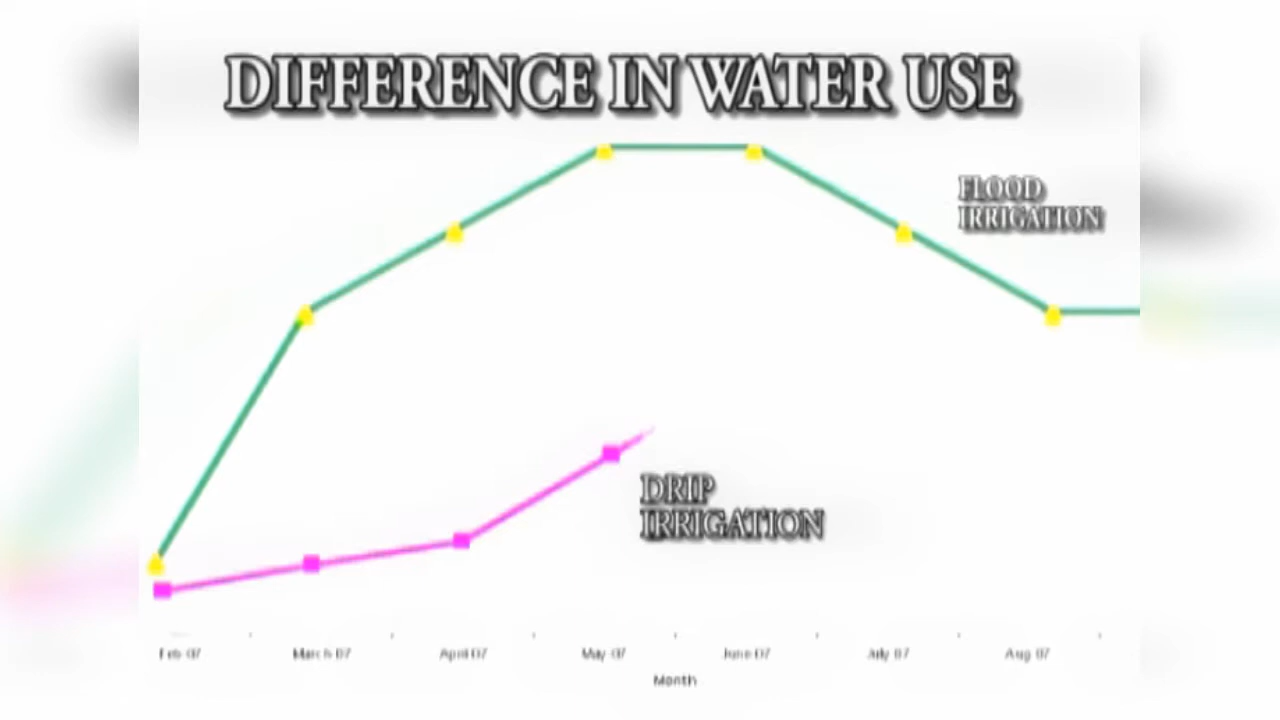 DIFFERENCE IN WATER USE
FLOOD
IRRIGATION
DRIP
IRRIGATION
Feb-07 March-07 April-07 May-07 June-07 July-07 Aug-07
Month